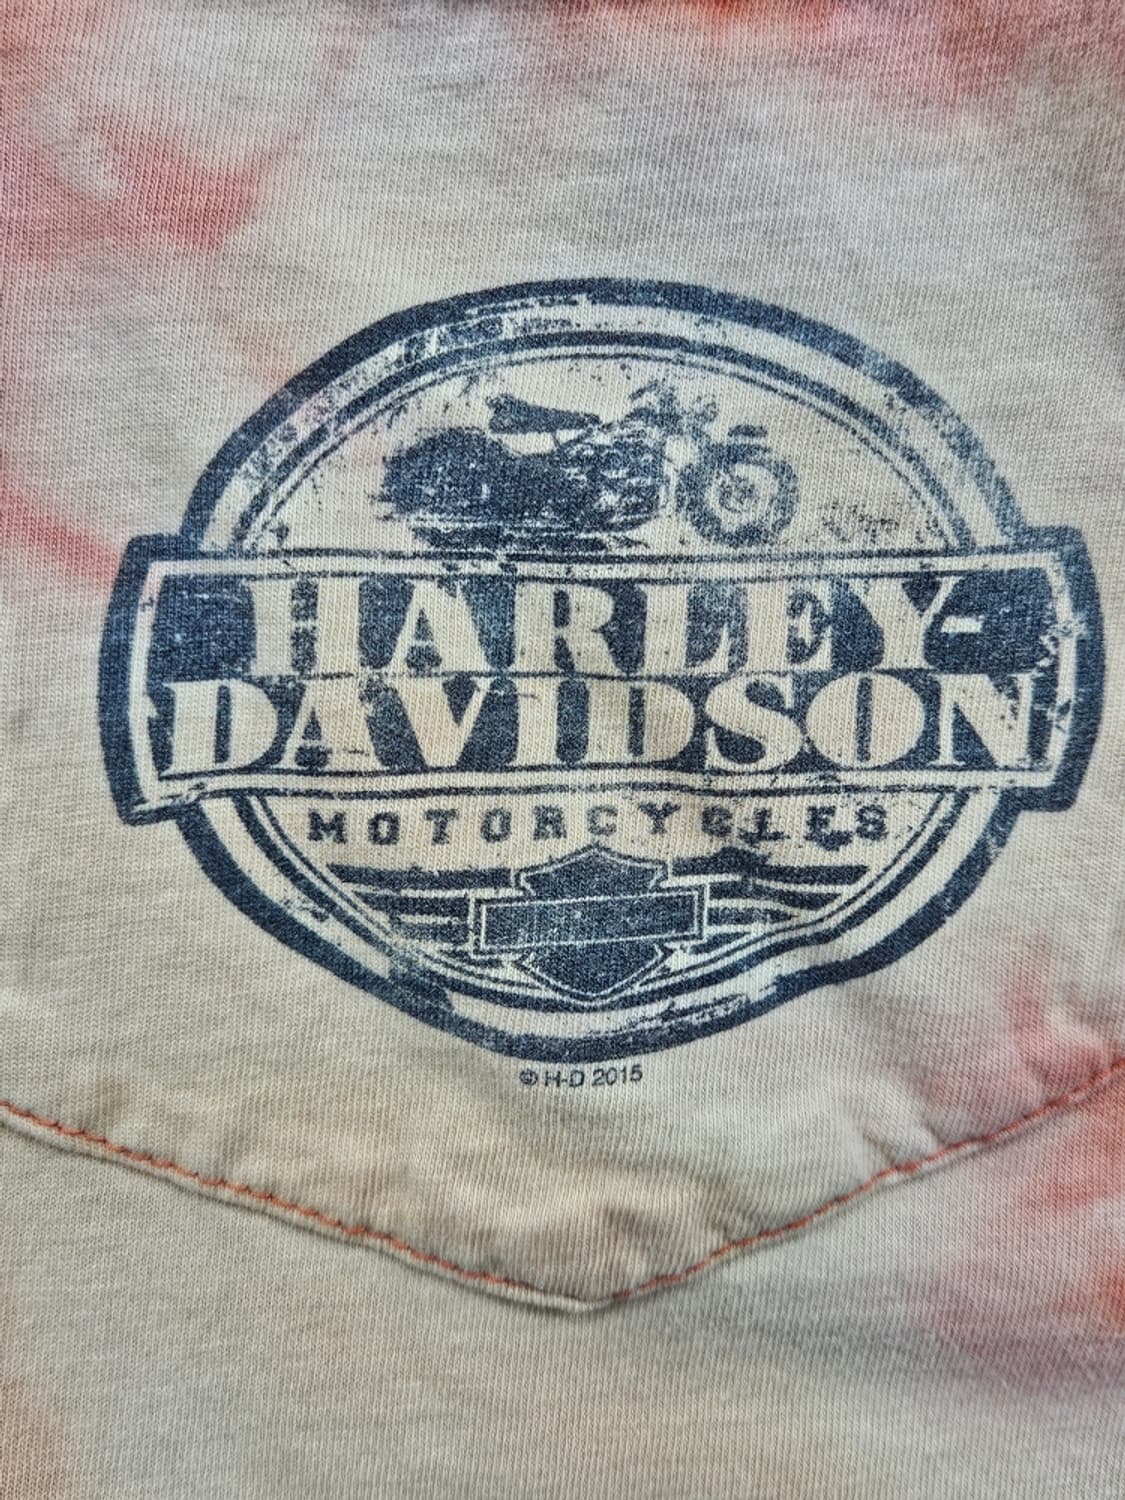 HARLEY-
DAVIDSON
MOTORCYCLES
© H-D 2015